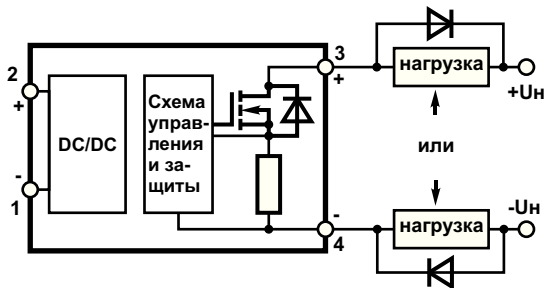 2
+
-
1
DC/DC
Схема
управ-
ления
и за-
щиты
3
+
-
4
нагрузка
+Uн
или
-Uн
нагрузка